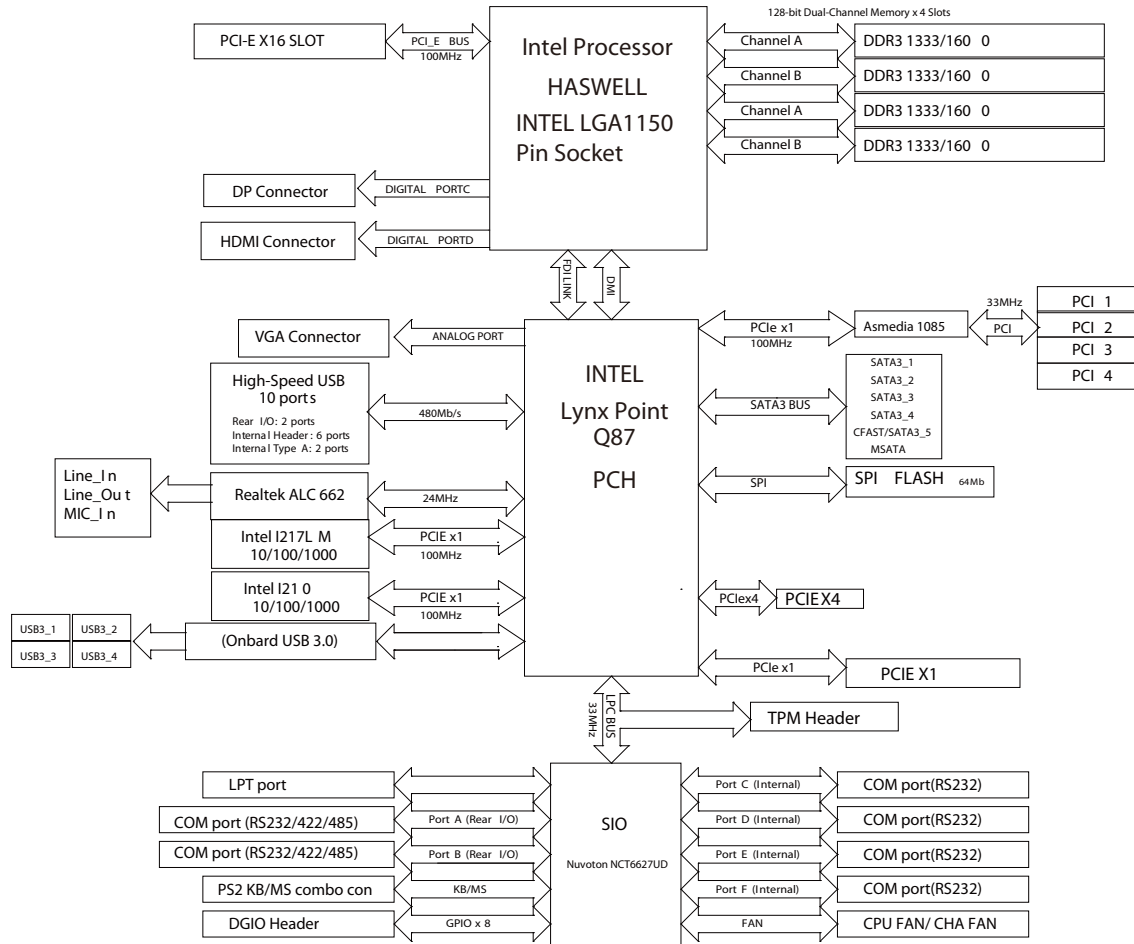 128-bit Dual-Channel Memory x 4 Slots
PCI-E X16 SLOT
PCI_E BUS
100MHz
Intel Processor
HASWELL
INTEL LGA1150
Pin Socket
Channel A
DDR3 1333/160 0
Channel B
DDR3 1333/160 0
Channel A
DDR3 1333/160 0
Channel B
DDR3 1333/160 0
DP Connector
DIGITAL PORTC
HDMI Connector
DIGITAL PORTD
FDI LINK
DMI
VGA Connector
ANALOG PORT
INTEL
Lynx Point
Q87
PCH
PCIe x1
100MHz
Asmedia 1085
33MHz
PCI
PCI 1
PCI 2
PCI 3
PCI 4
High-Speed USB
10 ports
Rear I/O: 2 ports
Internal Header: 6 ports
Internal Type A: 2 ports
480Mb/s
SATA3 BUS
SATA3_1
SATA3_2
SATA3_3
SATA3_4
CFAST/SATA3_5
MSATA
Line_I n
Line_Ou t
MIC_I n
Realtek ALC 662
24MHz
SPI
SPI FLASH 64Mb
Intel I217L M
10/100/1000
PCIE x1
100MHz
Intel I21 0
10/100/1000
PCIE x1
100MHz
PCIex4
PCIEX4
USB3_1
USB3_2
USB3_3
USB3_4
(Onbard USB 3.0)
PCIe x1
PCIE X1
LPC BUS
33MHz
TPM Header
SIO
Nuvoton NCT6627UD
LPT port
Port C (Internal)
COM port(RS232)
COM port (RS232/422/485)
Port A (Rear I/O)
Port D (Internal)
COM port(RS232)
COM port (RS232/422/485)
Port B (Rear I/O)
Port E (Internal)
COM port(RS232)
PS2 KB/MS combo con
KB/MS
Port F (Internal)
COM port(RS232)
DGIO Header
GPIO x 8
FAN
CPU FAN/ CHA FAN